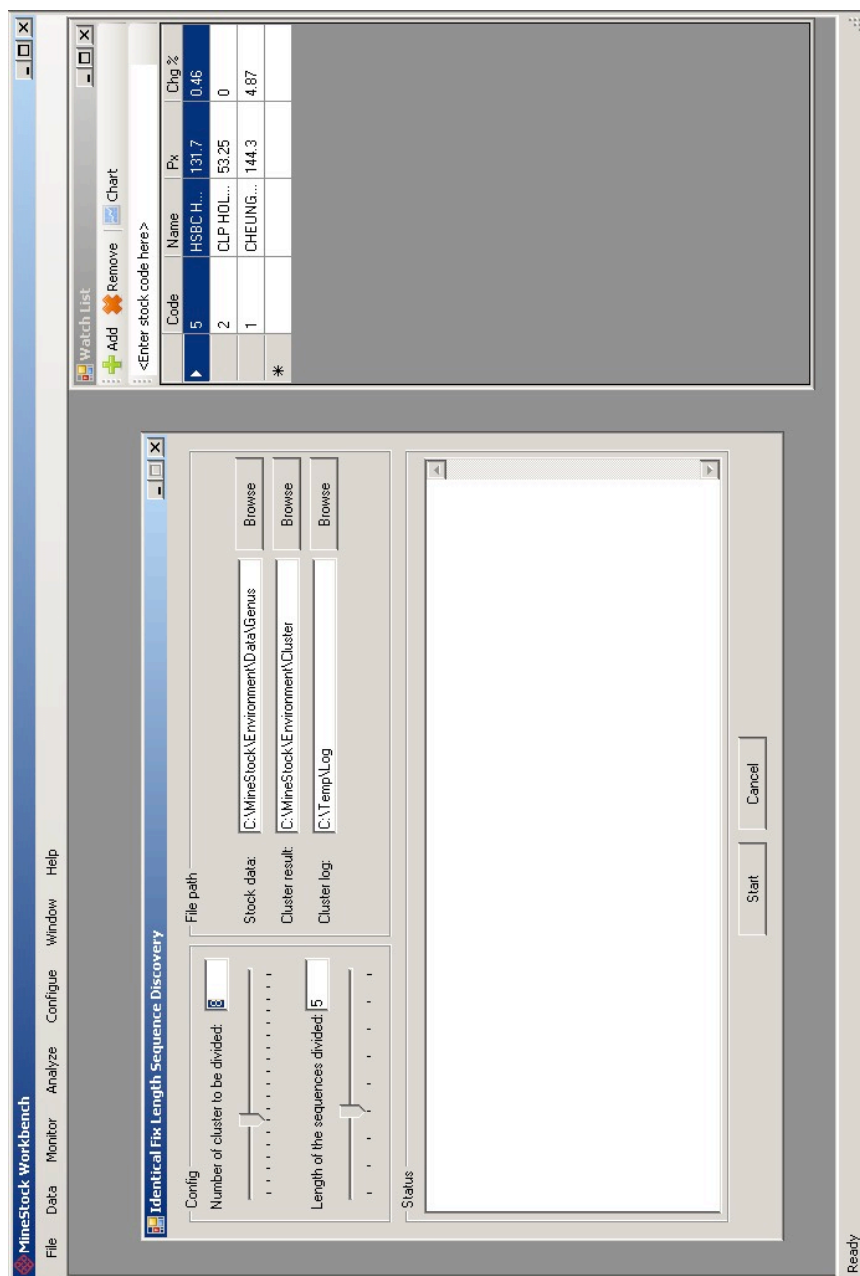 MineStock Workbench
File Data Monitor Analyze Configue Window Help
Identical Fix Length Sequence Discovery
Config
Number of cluster to be divided: 8
Length of the sequences divided: 5
File path
Stock data: C:\MineStock\Environment\Data\Genus Browse
Cluster result: C:\MineStock\Environment\Cluster Browse
Cluster log: C:\Temp\Log Browse
Status
Start Cancel
Watch List
Add Remove Chart
<Enter stock code here>
Code Name Px Chg %
5 HSBC H... 131.7 0.46
2 CLP HOL... 53.25 0
1 CHEUNG... 144.3 4.87
*
Ready